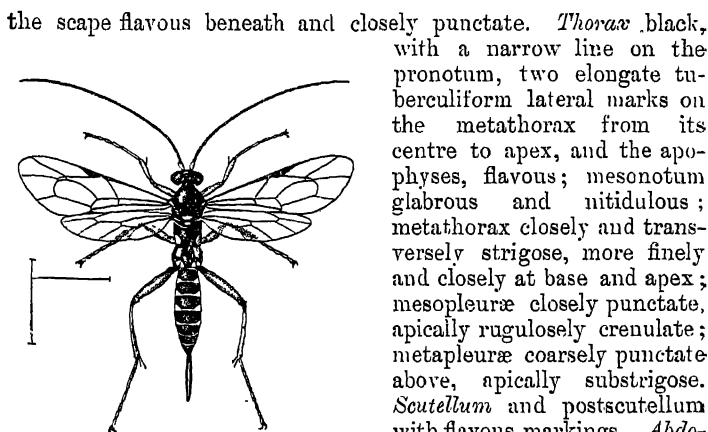 the scape flavous beneath and closely punctate. Thorax black,
with a narrow line on the
pronotum, two elongate tu-
berculiform lateral marks on
the metathorax from its
centre to apex, and the apo-
physes, flavous; mesonotum
glabrous and nitidulous;
metathorax closely and trans-
versely strigose, more finely
and closely at base and apex;
mesopleuræ closely punctate,
apically rugulosely crenulate;
metapleuræ coarsely punctate
above, apically substrigose.
Scutellum and postscutellum
with flavous markings. Abdo-